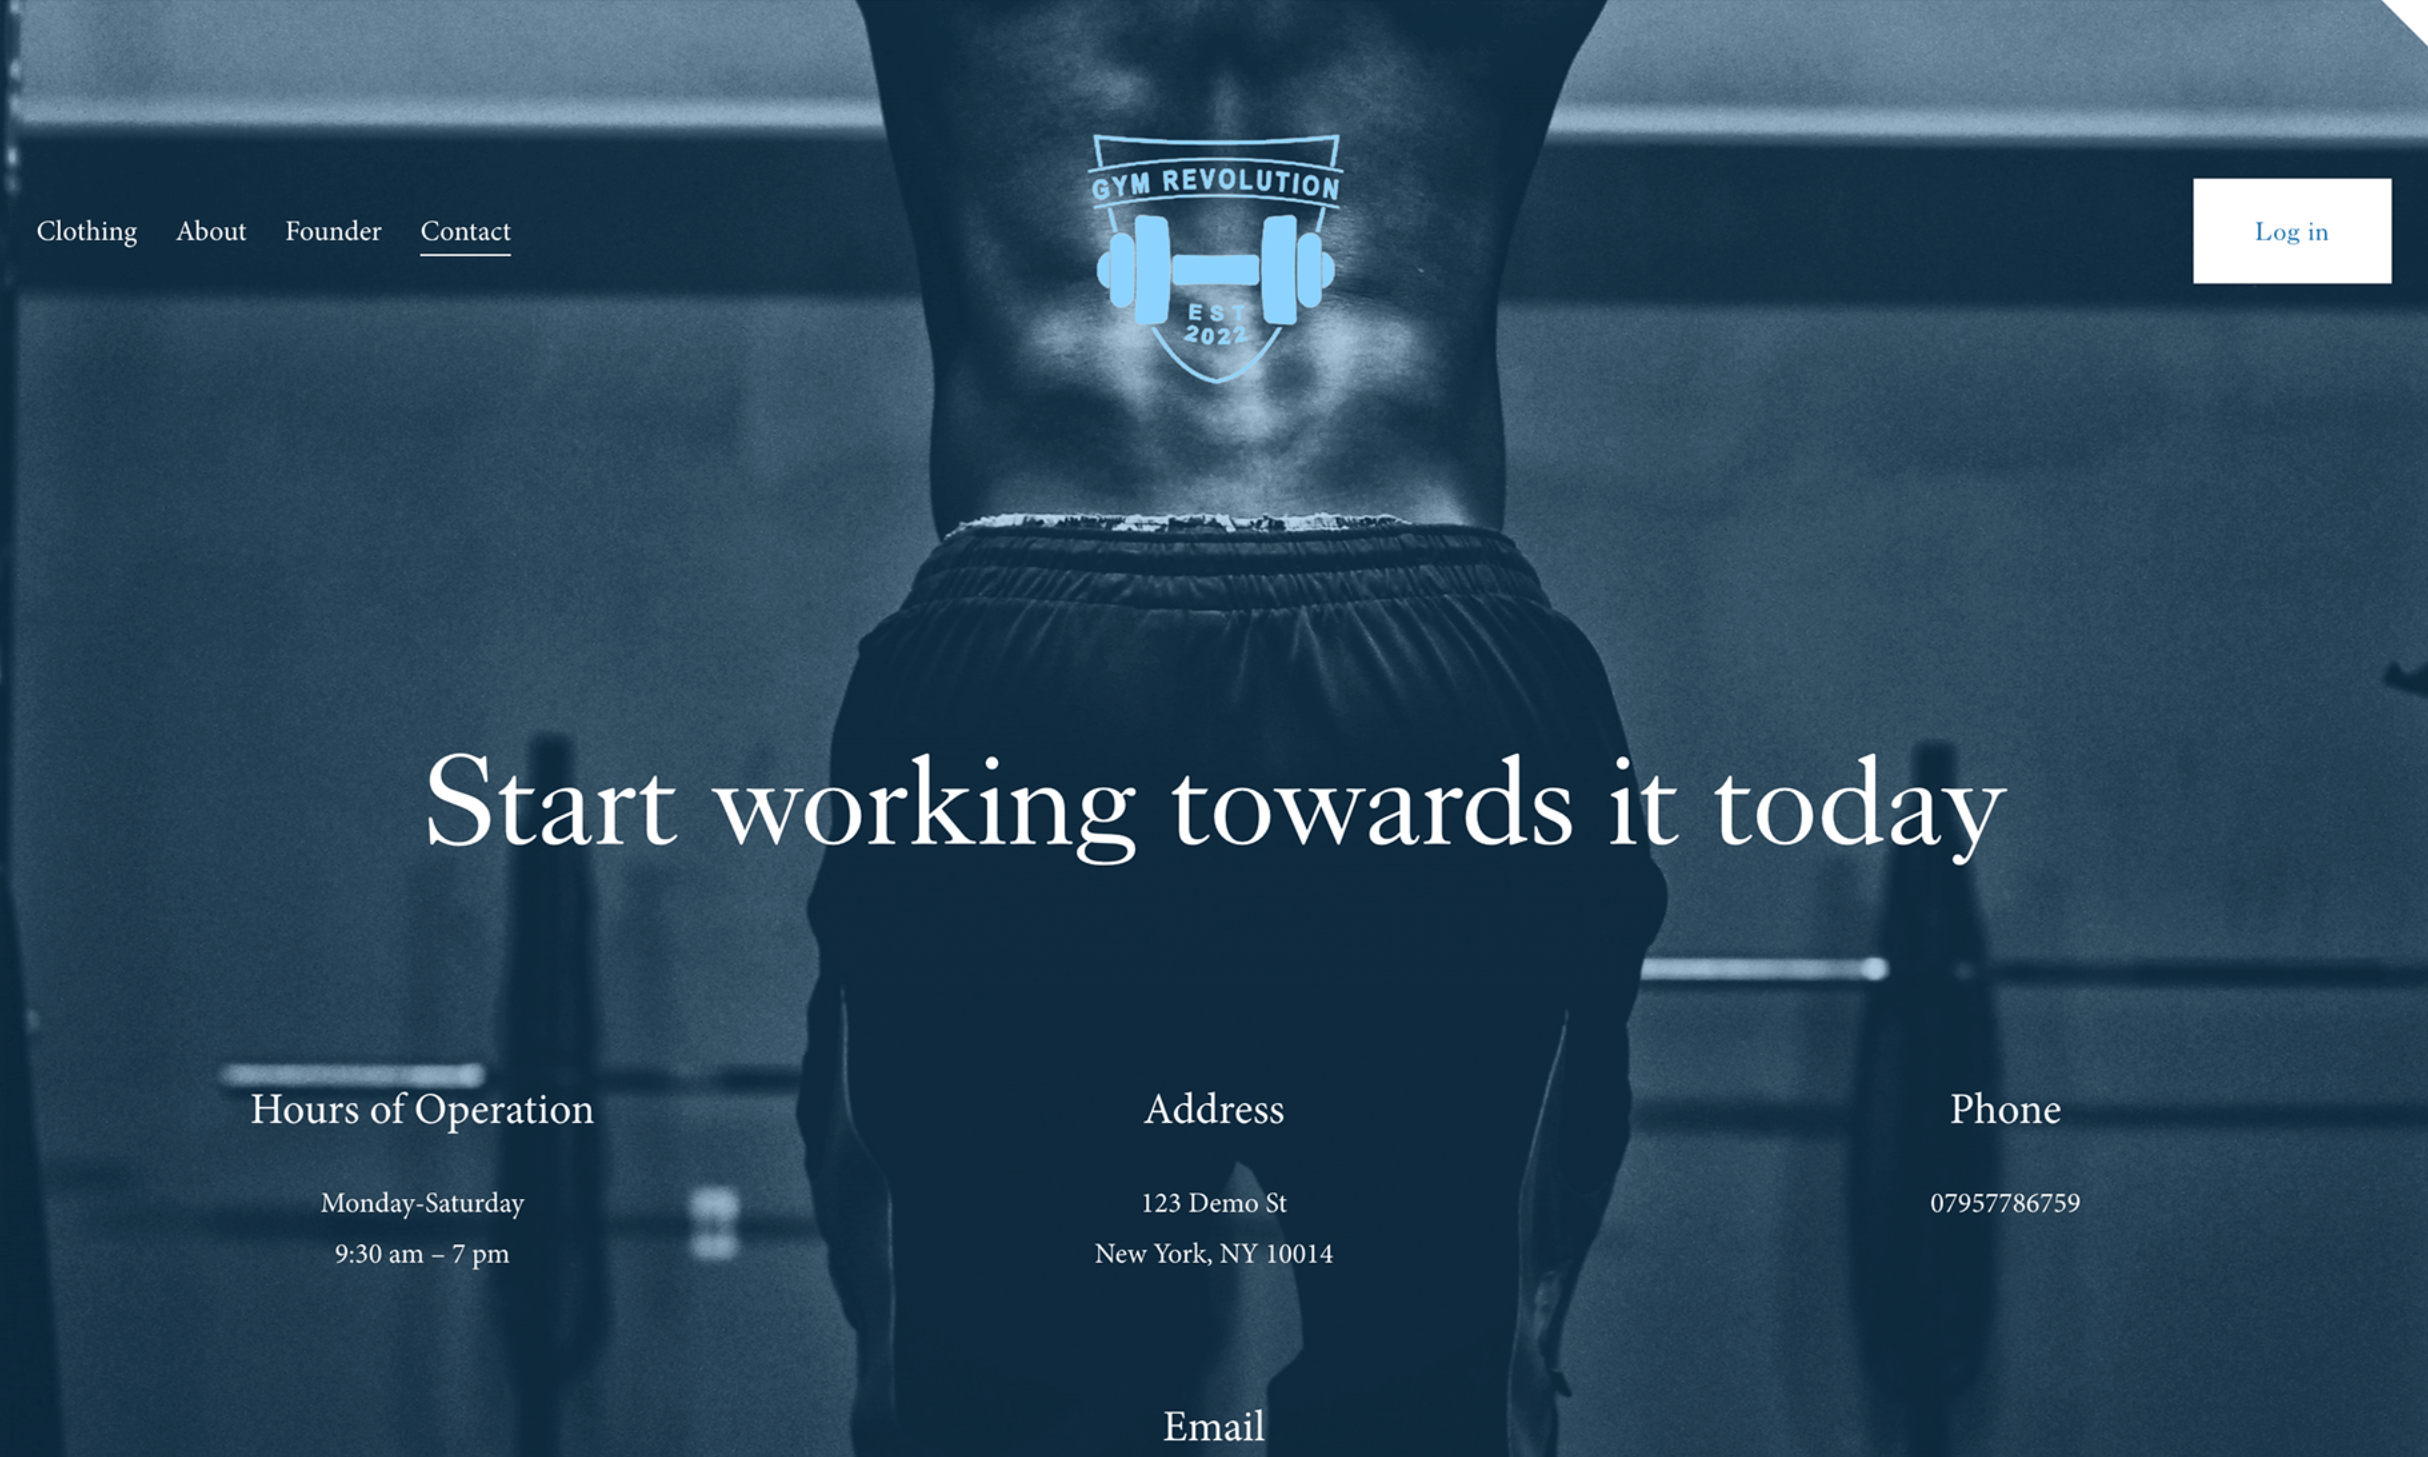 GYM REVOLUTION
EST
2022
Clothing
About
Founder
Contact
Log in
Start working towards it today
Hours of Operation
Monday-Saturday
9:30 am – 7 pm
Address
123 Demo St
New York, NY 10014
Phone
07957786759
Email